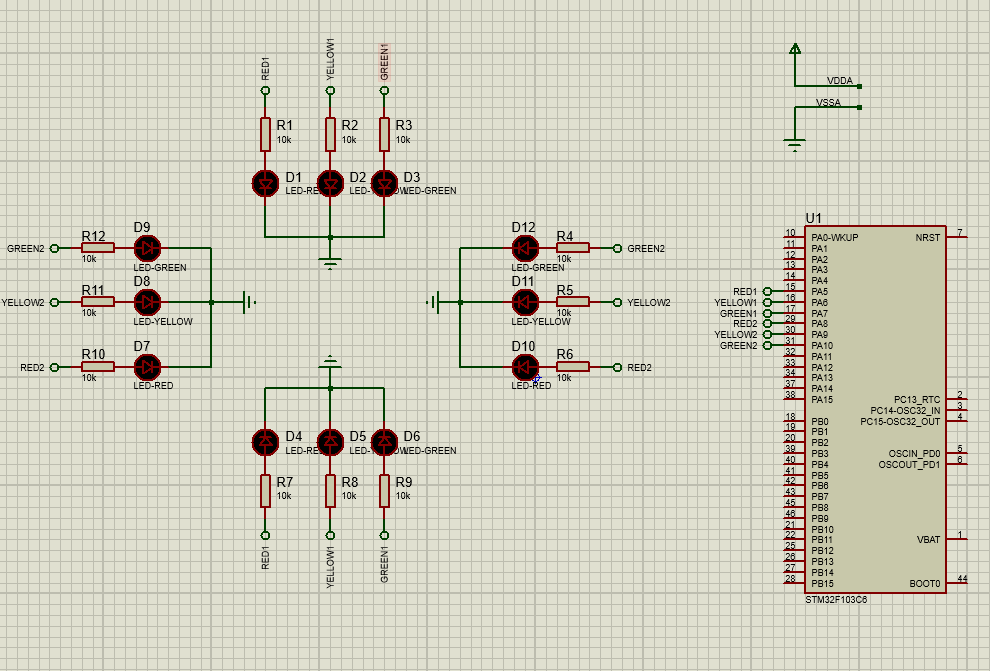 RED1
YELLOW1
GREEN1
R1
10k
R2
10k
R3
10k
D1
LED-RE
D2
LED-
OW
D3
LED-GREEN
GREEN2
R12
10k
D9
LED-GREEN
YELLOW2
R11
10k
D8
LED-YELLOW
RED2
R10
10k
D7
LED-RED
D12
LED-GREEN
R4
10k
GREEN2
D11
LED-YELLOW
R5
10k
YELLOW2
D10
LED-RED
R6
10k
RED2
D4
LED-RE
D5
LED-
OW
D6
LED-GREEN
R7
10k
R8
10k
R9
10k
RED1
YELLOW1
GREEN1
VDDA
VSSA
U1
10 PA0-WKUP NRST 7
11 PA1
12 PA2
13 PA3
14 PA4
RED1 15 PA5
YELLOW1 16 PA6
GREEN1 17 PA7
RED2 29 PA8
YELLOW2 30 PA9
GREEN2 31 PA10
32 PA11
33 PA12
34 PA13
37 PA14
38 PA15 PC13_RTC 2
PC14-OSC32_IN 3
18 PB0 PC15-OSC32_OUT 4
19 PB1
20 PB2
39 PB3 OSCIN_PD0 5
40 PB4 OSCOUT_PD1 6
41 PB5
42 PB6
43 PB7
45 PB8
46 PB9
21 PB10
22 PB11 VBAT 1
25 PB12
26 PB13
27 PB14
28 PB15 BOOT0 44
STM32F103C6